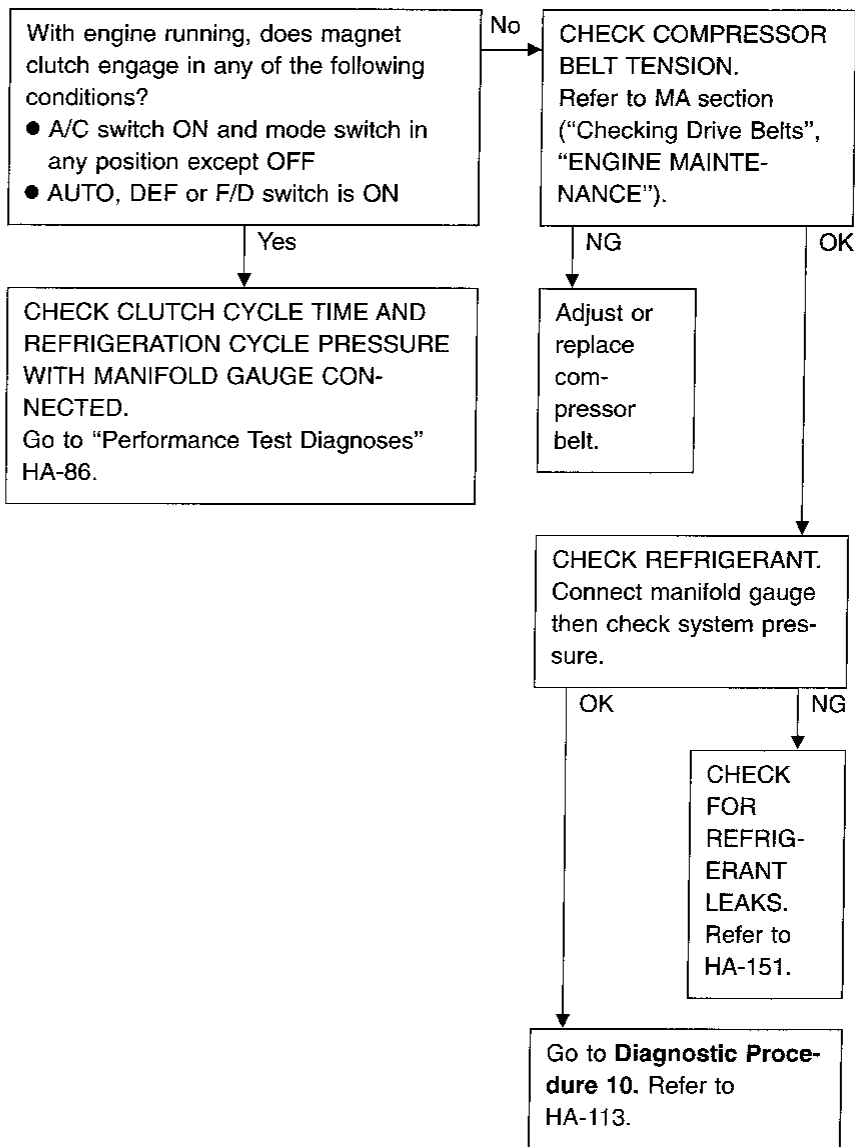 With engine running, does magnet
clutch engage in any of the following
conditions?
● A/C switch ON and mode switch in
any position except OFF
● AUTO, DEF or F/D switch is ON
No
CHECK COMPRESSOR
BELT TENSION.
Refer to MA section
(“Checking Drive Belts”,
“ENGINE MAINTE-
NANCE”).
Yes
NG
OK
CHECK CLUTCH CYCLE TIME AND
REFRIGERATION CYCLE PRESSURE
WITH MANIFOLD GAUGE CON-
NECTED.
Go to “Performance Test Diagnoses”
HA-86.
Adjust or
replace
com-
pressor
belt.
CHECK REFRIGERANT.
Connect manifold gauge
then check system pres-
sure.
OK
NG
CHECK
FOR
REFRIG-
ERANT
LEAKS.
Refer to
HA-151.
Go to Diagnostic Proce-
dure 10. Refer to
HA-113.